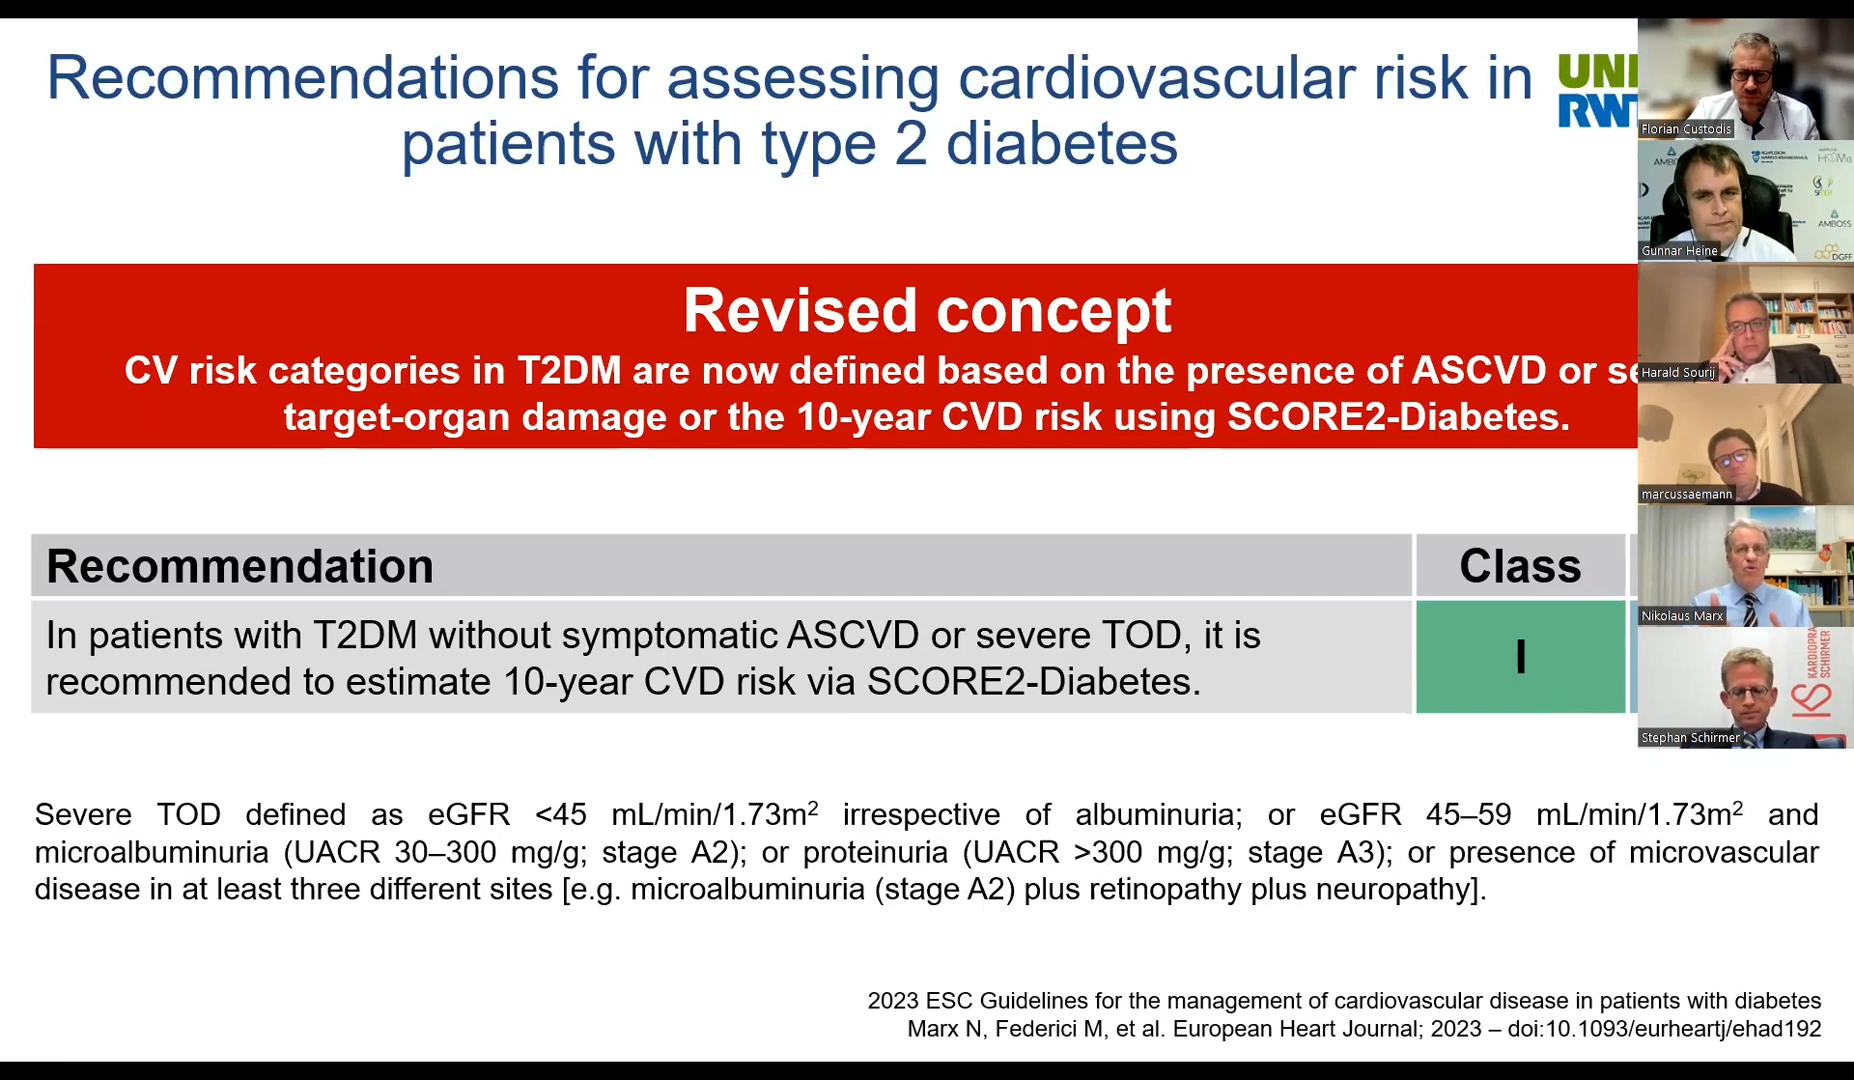 Recommendations for assessing cardiovascular risk in
patients with type 2 diabetes
UNI
RWT
Revised concept
CV risk categories in T2DM are now defined based on the presence of ASCVD or se
target-organ damage or the 10-year CVD risk using SCORE2-Diabetes.
Recommendation Class
In patients with T2DM without symptomatic ASCVD or severe TOD, it is
recommended to estimate 10-year CVD risk via SCORE2-Diabetes.
I
Severe TOD defined as eGFR <45 mL/min/1.73m² irrespective of albuminuria; or eGFR 45–59 mL/min/1.73m² and
microalbuminuria (UACR 30–300 mg/g; stage A2); or proteinuria (UACR >300 mg/g; stage A3); or presence of microvascular
disease in at least three different sites [e.g. microalbuminuria (stage A2) plus retinopathy plus neuropathy].
2023 ESC Guidelines for the management of cardiovascular disease in patients with diabetes
Marx N, Federici M, et al. European Heart Journal; 2023 – doi:10.1093/eurheartj/ehad192
Florian Custodis
AMBOSS
DGFF
Gunnar Heine
Harald Sourij
marcussaemann
Nikolaus Marx
KARDIOPRA
SCHIRMER
KS
Stephan Schirmer